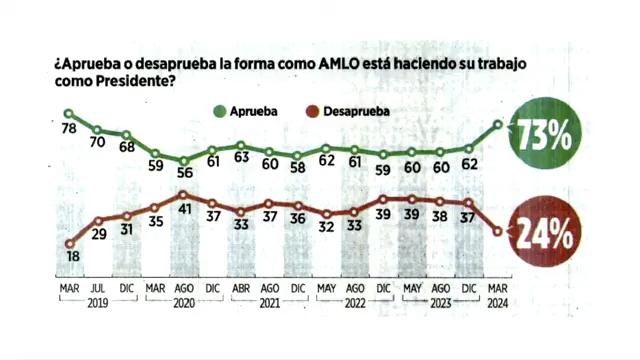 ¿Aprueba o desaprueba la forma como AMLO está haciendo su trabajo
como Presidente?
Aprueba Desaprueba
78 70 68 59 56 61 63 60 58 62 61 59 60 60 62 73%
18 29 31 35 41 37 33 37 36 32 33 39 39 38 37 24%
MAR JUL DIC MAR AGO DIC ABR AGO DIC MAY AGO DIC MAY AGO DIC MAR
2019 2020 2021 2022 2023 2024